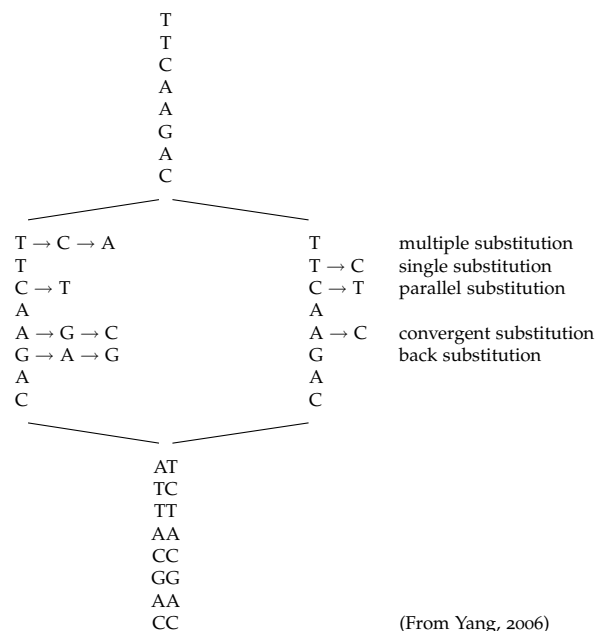 T
T
C
A
A
G
A
C
T → C → A T multiple substitution
T T → C single substitution
C → T C → T parallel substitution
A A
A → G → C A → C convergent substitution
G → A → G G back substitution
A A
C C
AT
TC
TT
AA
CC
GG
AA
CC (From Yang, 2006)